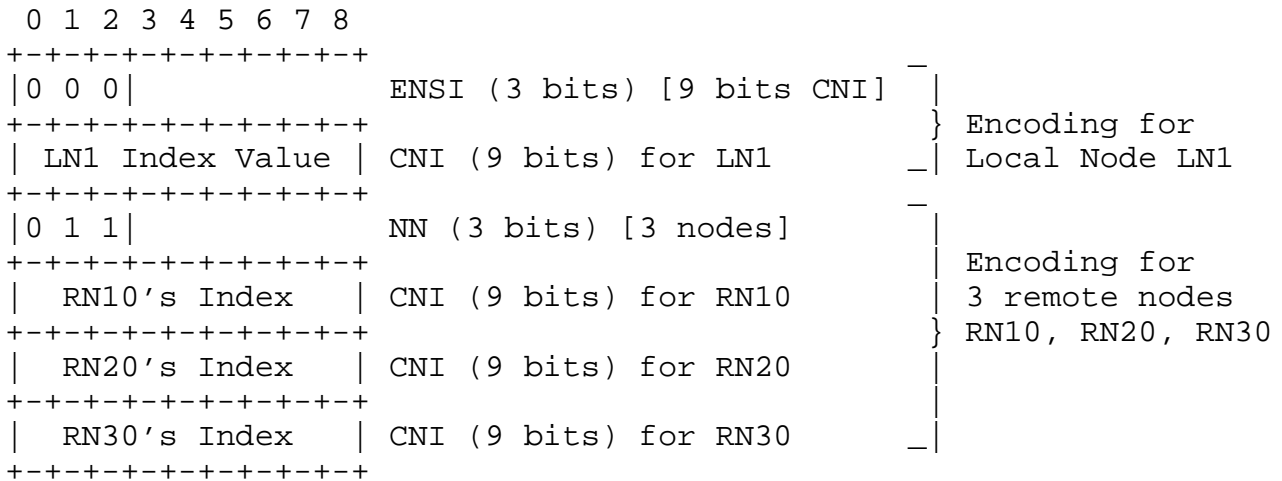 0 1 2 3 4 5 6 7 8
+-+-+-+-+-+-+-+-+-+                            _
|0 0 0|             ENSI (3 bits) [9 bits CNI]  |
+-+-+-+-+-+-+-+-+-+                             } Encoding for
| LN1 Index Value | CNI (9 bits) for LN1       _| Local Node LN1
+-+-+-+-+-+-+-+-+-+                            _
|0 1 1|             NN (3 bits) [3 nodes]       |
+-+-+-+-+-+-+-+-+-+                             | Encoding for
|  RN10's Index   | CNI (9 bits) for RN10       | 3 remote nodes
+-+-+-+-+-+-+-+-+-+                             } RN10, RN20, RN30
|  RN20's Index   | CNI (9 bits) for RN20       |
+-+-+-+-+-+-+-+-+-+                             |
|  RN30's Index   | CNI (9 bits) for RN30      _|
+-+-+-+-+-+-+-+-+-+